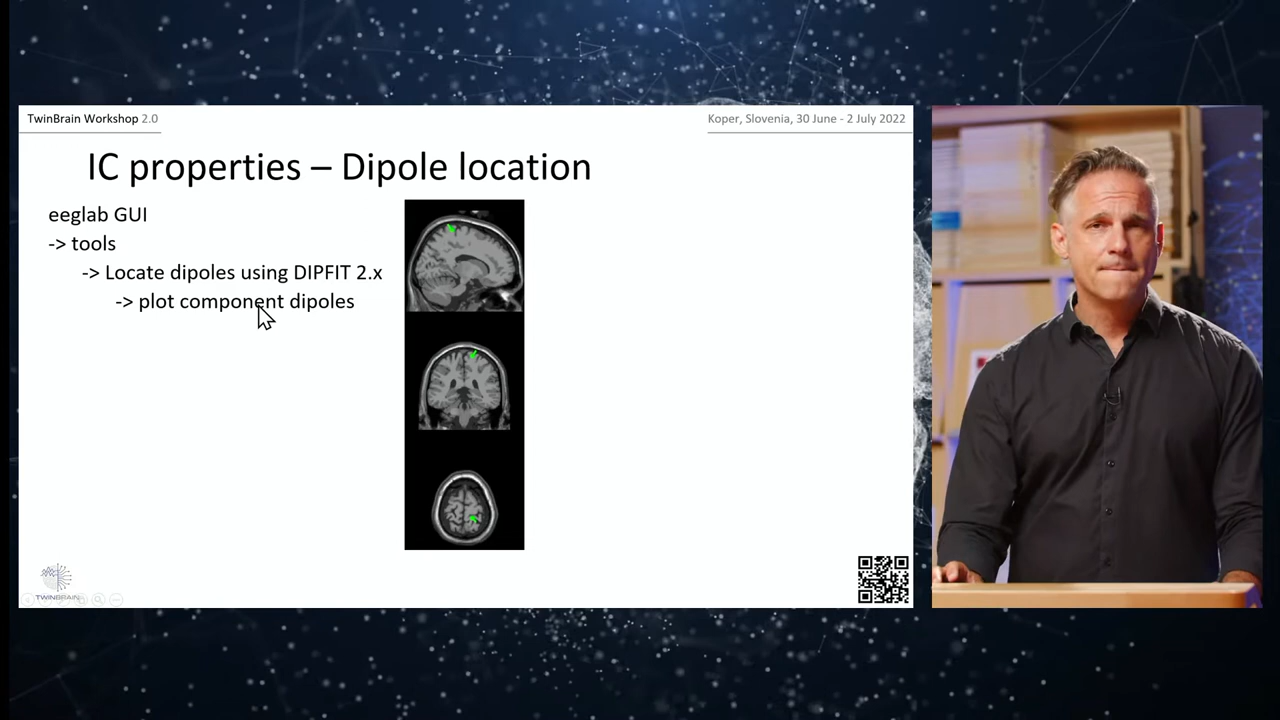 TwinBrain Workshop 2.0
Koper, Slovenia, 30 June - 2 July 2022
IC properties – Dipole location
eeglab GUI
-> tools
-> Locate dipoles using DIPFIT 2.x
-> plot component dipoles
TWINBRAIN